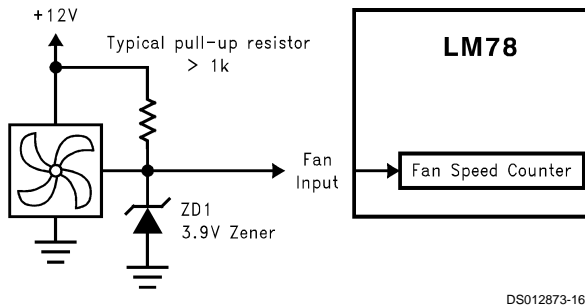 +12V
Typical pull-up resistor
> 1k
LM78
Fan
Input
Fan Speed Counter
ZD1
3.9V Zener
DS012873-16